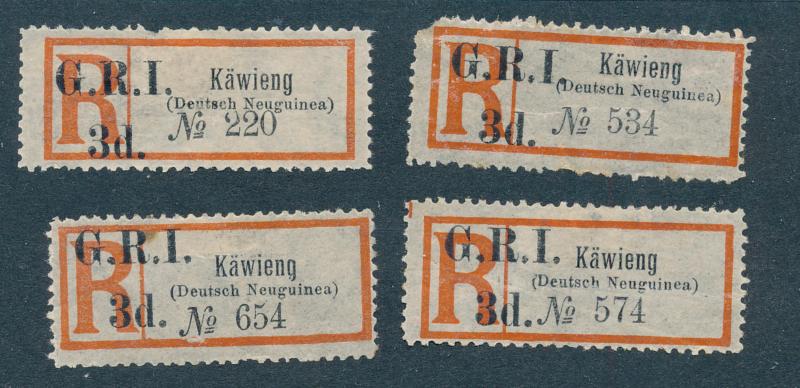 R G.R.I. Käwieng
(Deutsch Neuguinea)
3d. № 220
R G.R.I. Käwieng
(Deutsch Neuguinea)
3d. № 534
R G.R.I. Käwieng
(Deutsch Neuguinea)
3d. № 654
R G.R.I. Käwieng
(Deutsch Neuguinea)
3d. № 574